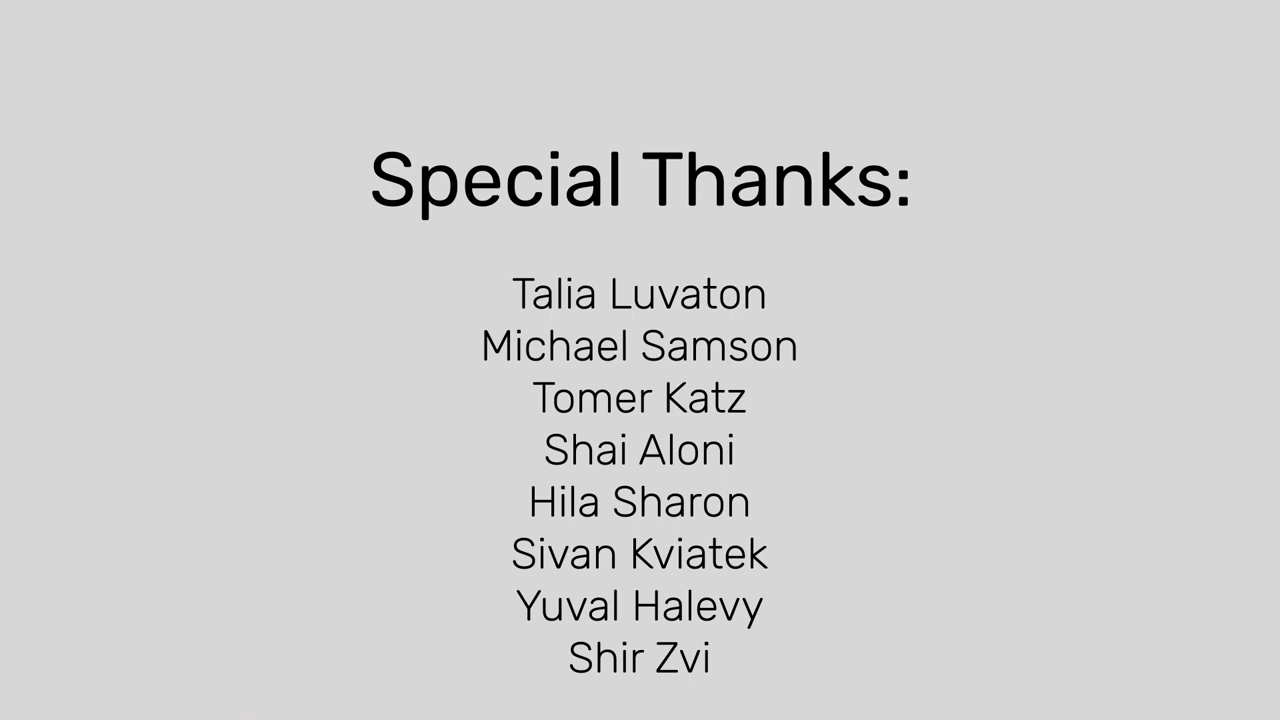 Special Thanks:
Talia Luvaton
Michael Samson
Tomer Katz
Shai Aloni
Hila Sharon
Sivan Kviatek
Yuval Halevy
Shir Zvi